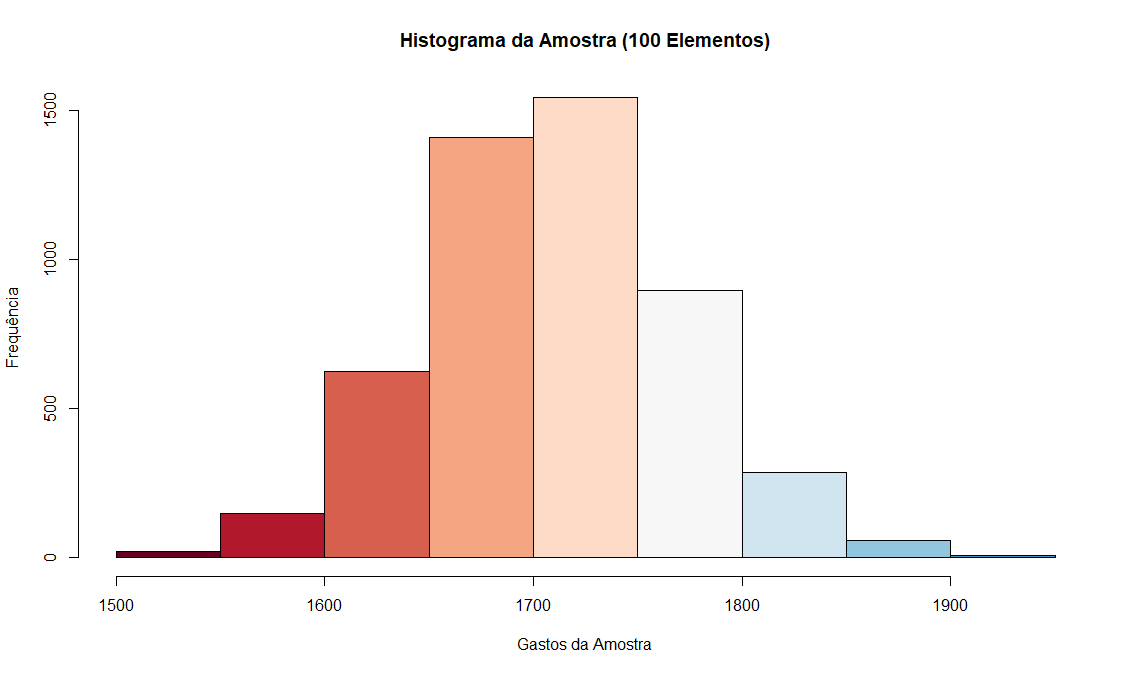 Histograma da Amostra (100 Elementos)
1500
1000
500
0
Frequência
1500 1600 1700 1800 1900
Gastos da Amostra